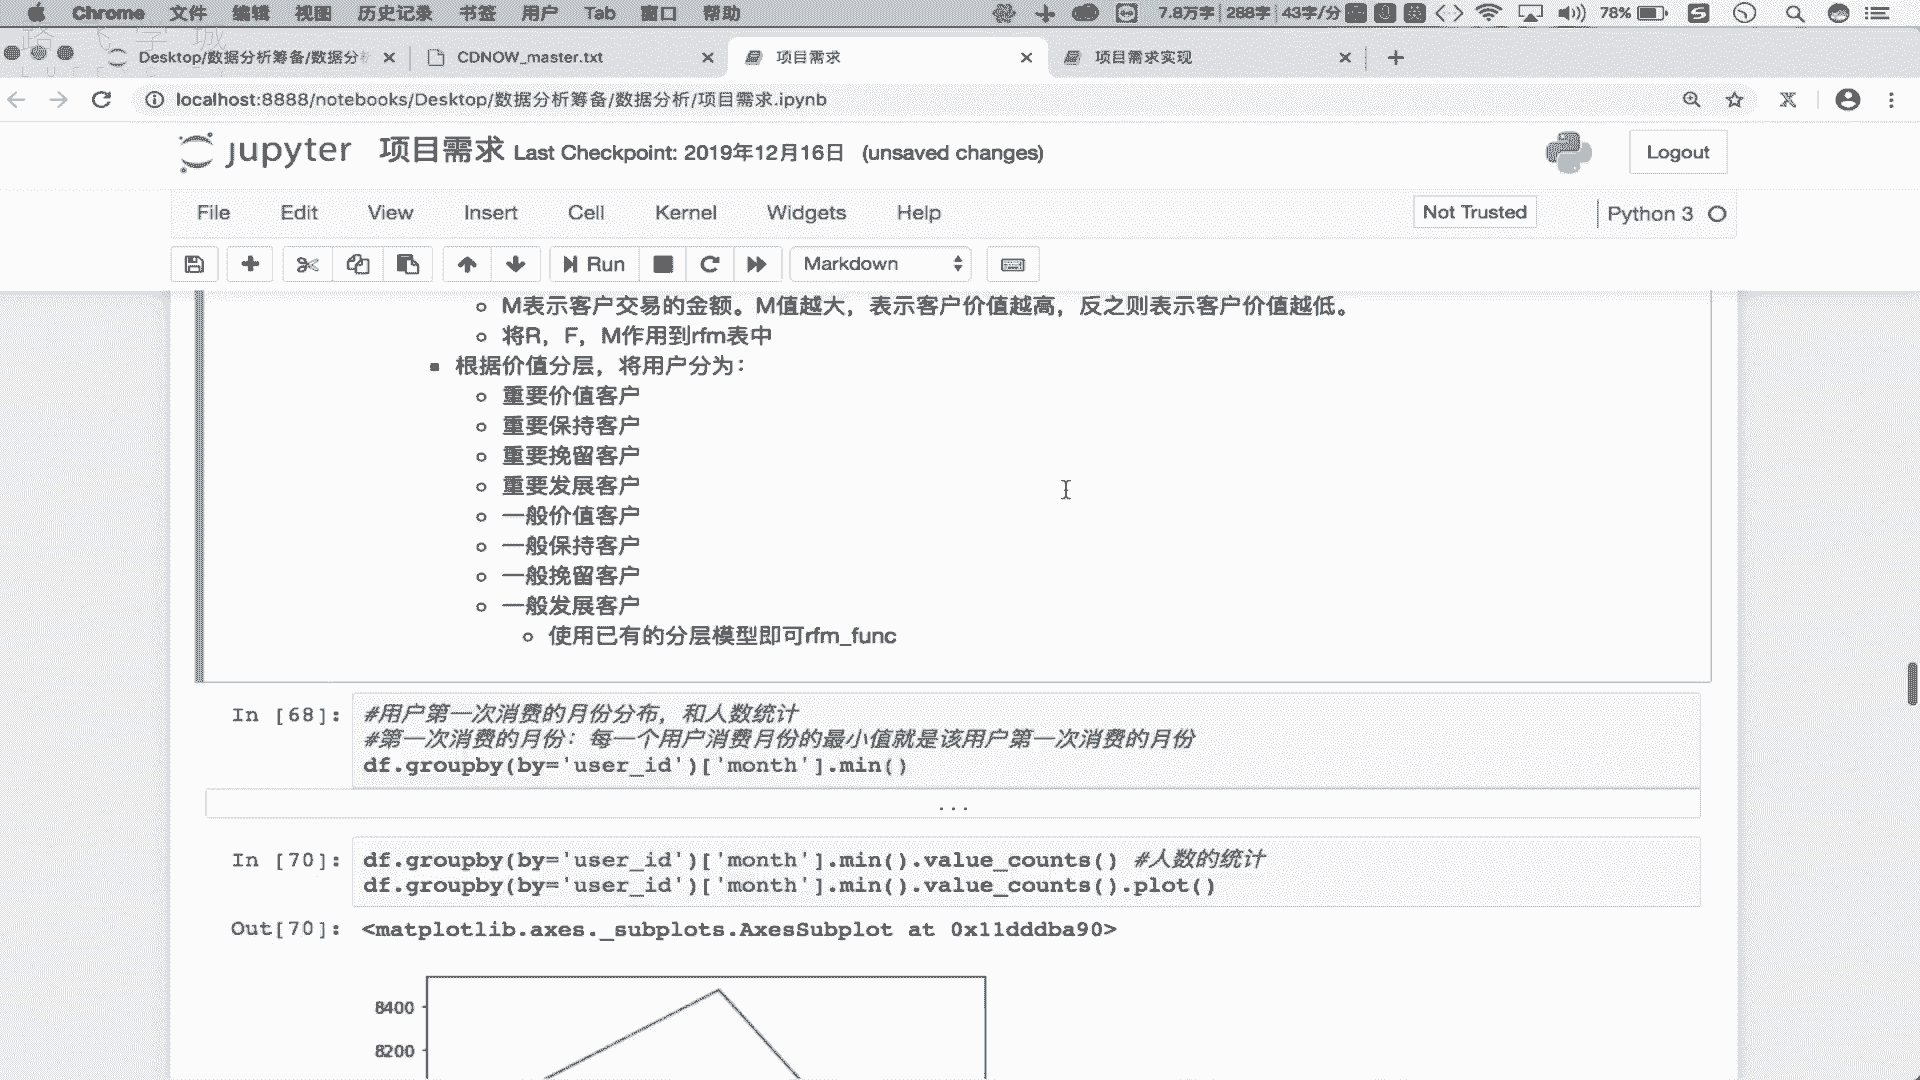 Chrome 文件 编辑 视图 历史记录 书签 用户 Tab 窗口 帮助 7.8万字 288字 43字/分 78%
Desktop/数据分析筹备/数据分 CDNOW_master.txt 项目需求 项目需求实现
localhost:8888/notebooks/Desktop/数据分析筹备/数据分析/项目需求.ipynb
jupyter 项目需求 Last Checkpoint: 2019年12月16日 (unsaved changes) Logout
File Edit View Insert Cell Kernel Widgets Help Not Trusted Python 3
Run Markdown
M表示客户交易的金额。M值越大，表示客户价值越高，反之则表示客户价值越低。
将R，F，M作用到rfm表中
根据价值分层，将用户分为：
重要价值客户
重要保持客户
重要挽留客户
重要发展客户
一般价值客户
一般保持客户
一般挽留客户
一般发展客户
使用已有的分层模型即可rfm_func
In [68]: #用户第一次消费的月份分布，和人数统计
#第一次消费的月份：每一个用户消费月份的最小值就是该用户第一次消费的月份
df.groupby(by='user_id')['month'].min()
...
In [70]: df.groupby(by='user_id')['month'].min().value_counts() #人数的统计
df.groupby(by='user_id')['month'].min().value_counts().plot()
Out[70]: <matplotlib.axes._subplots.AxesSubplot at 0x11dddba90>
8400
8200